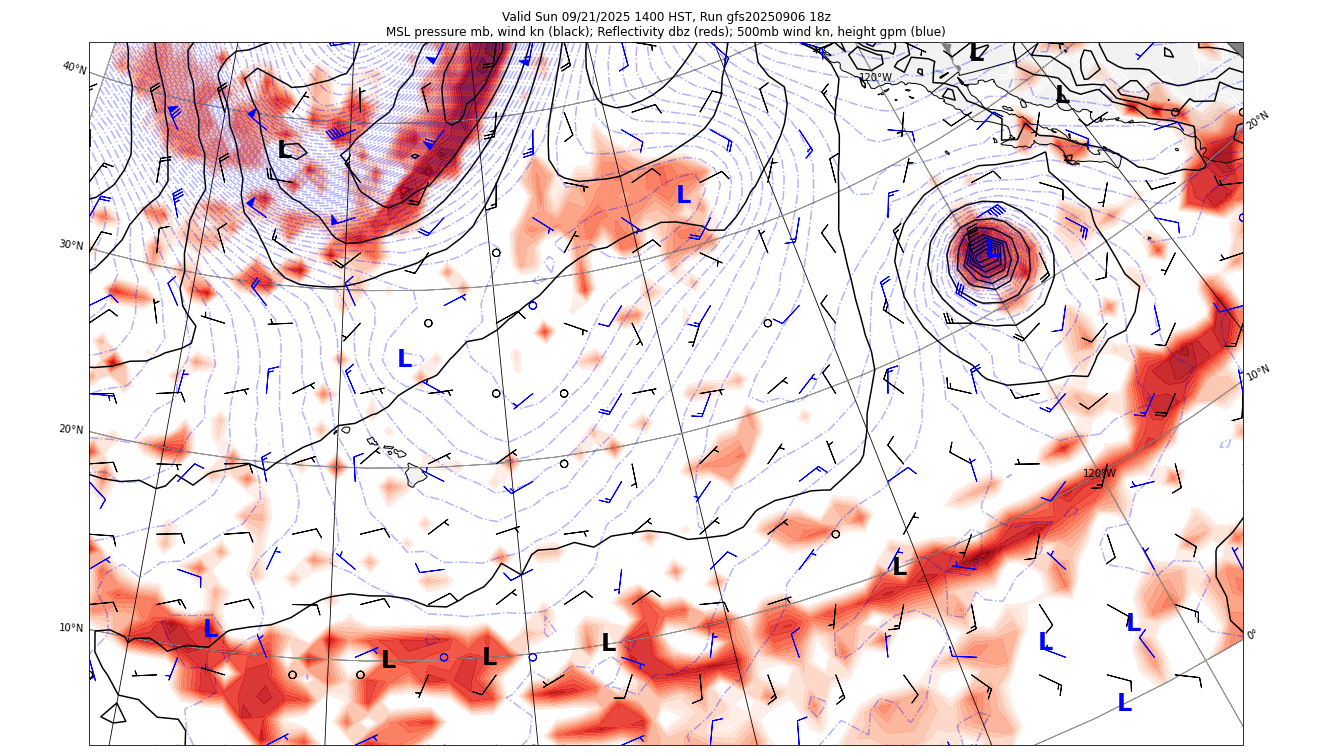 Valid Sun 09/21/2025 1400 HST, Run gfs20250906 18z
MSL pressure mb, wind kn (black); Reflectivity dbz (reds); 500mb wind kn, height gpm (blue)
L
40°N
120°W
L
20°N
L
L
30°N
L
L
10°N
20°N
120°W
L
10°N
L
L
L
0°
L
L
L
L